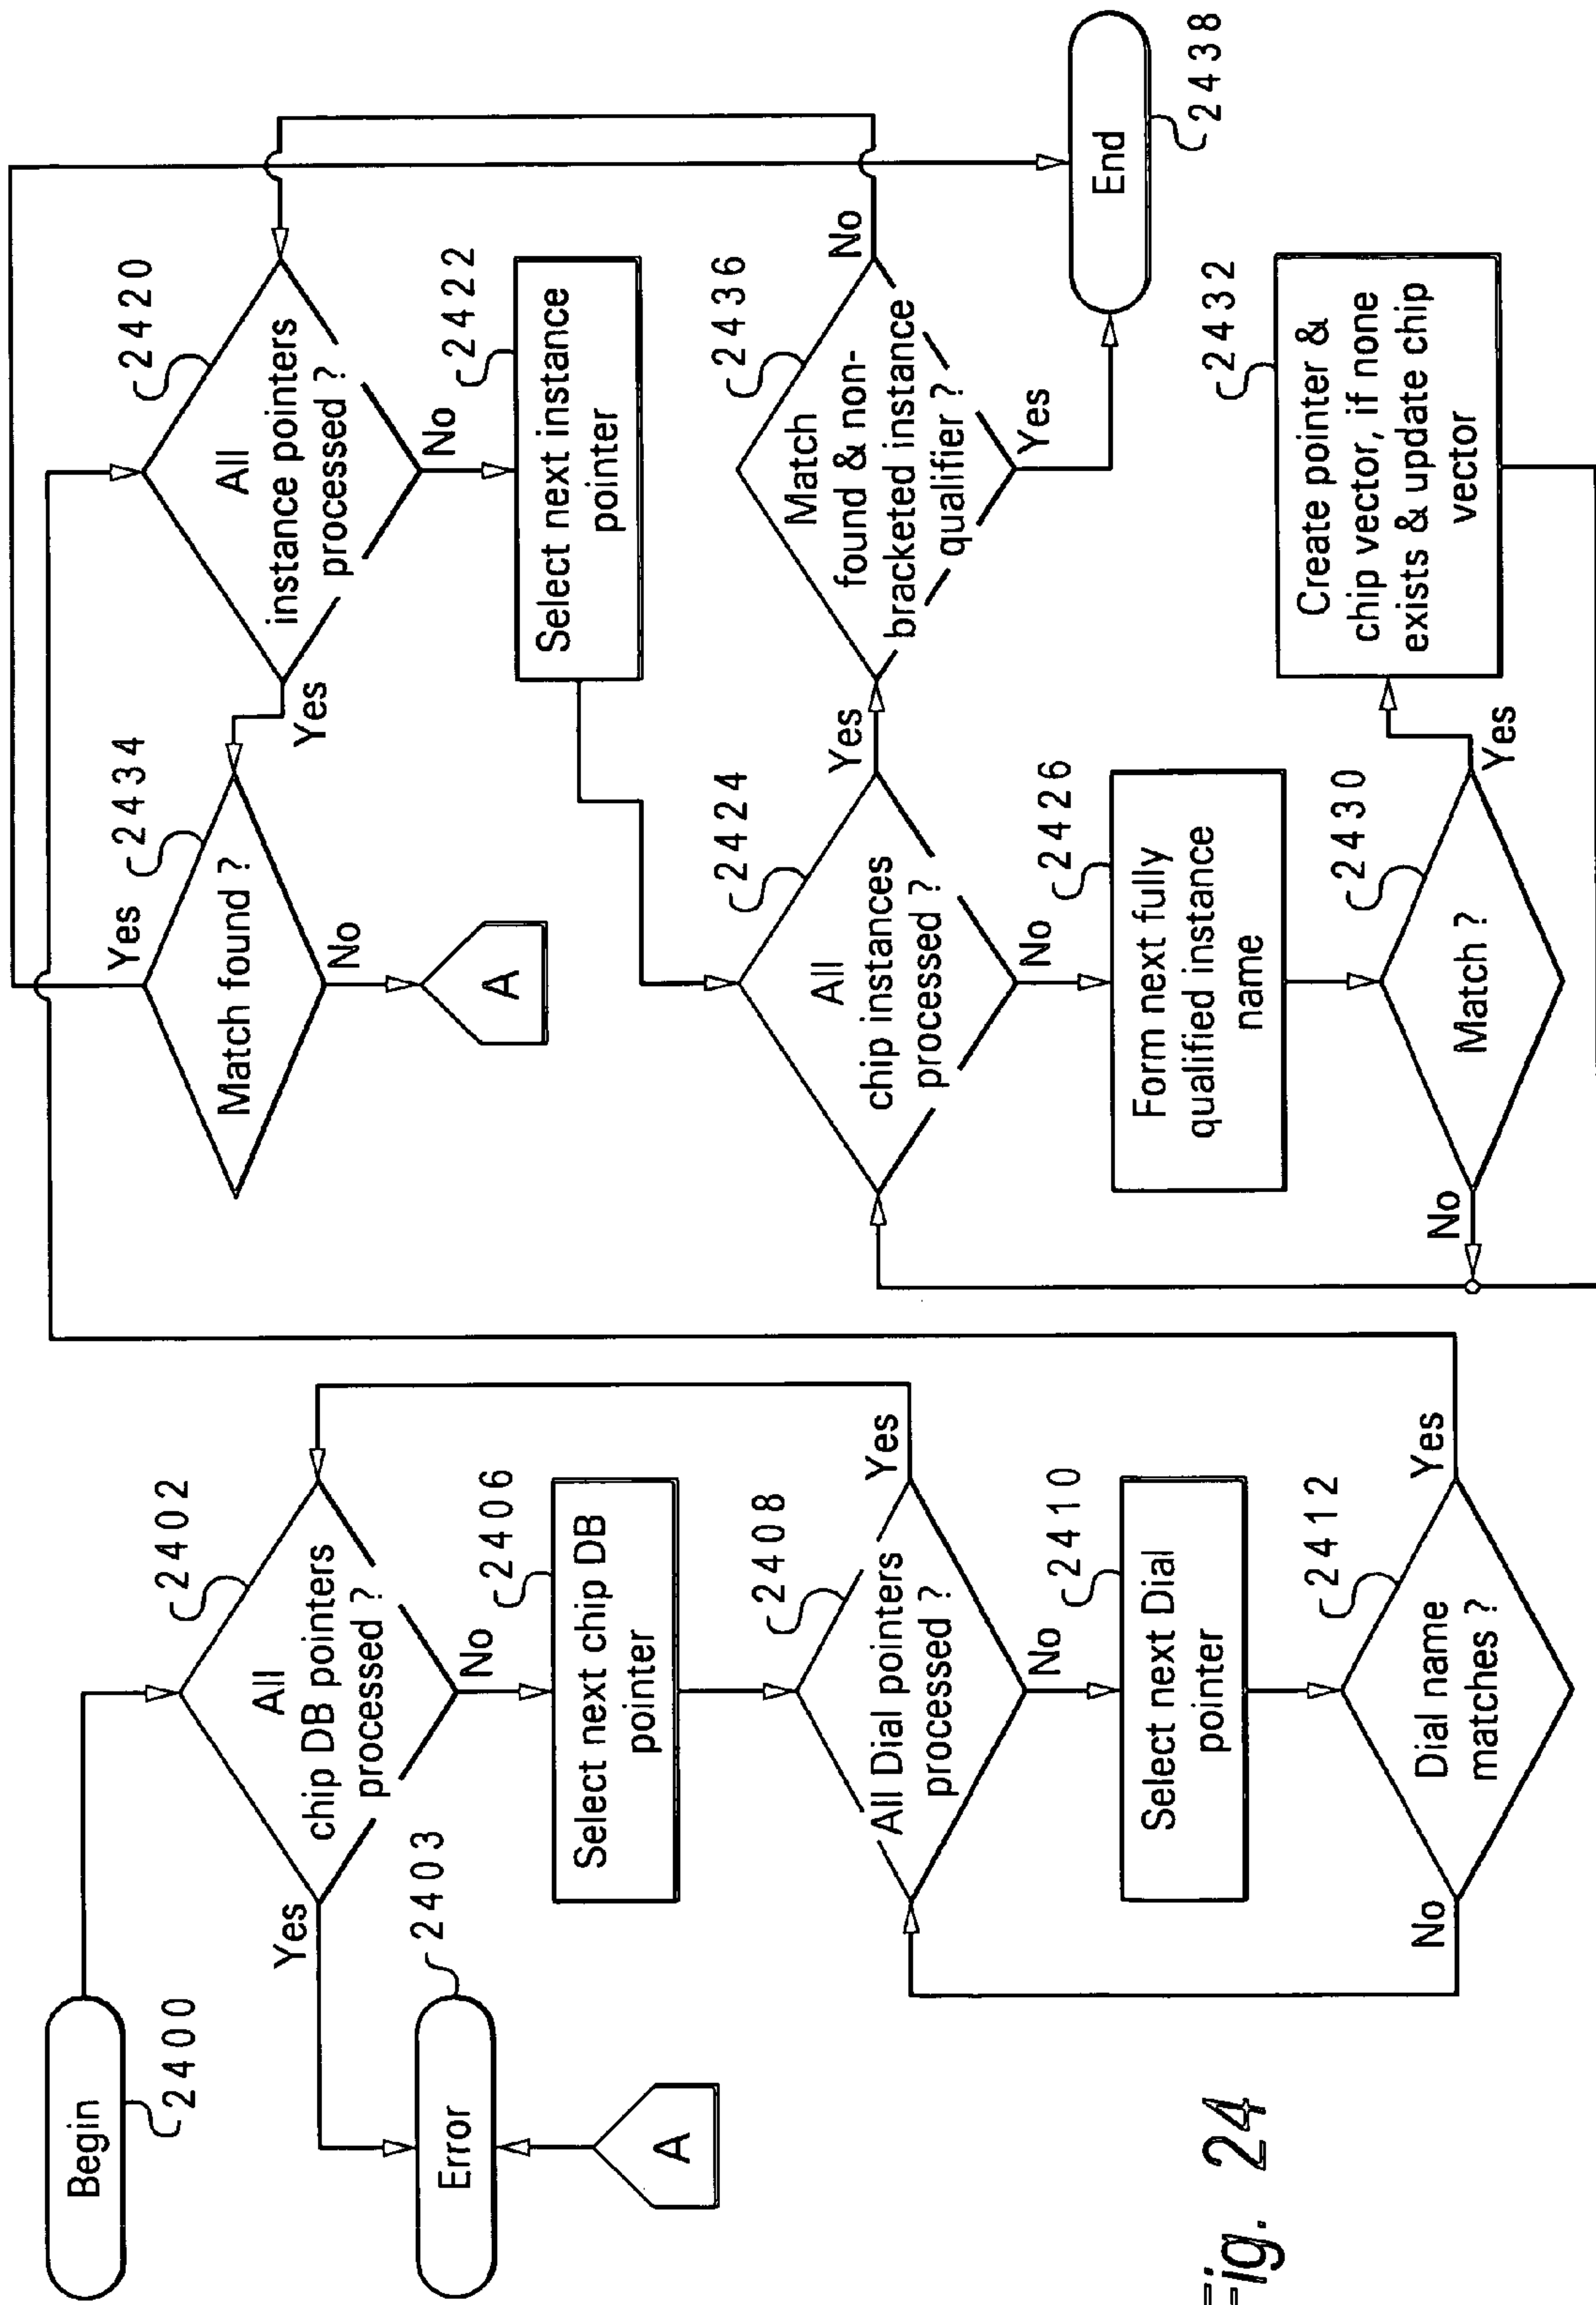 Begin
2400
All
chip DB pointers
processed ?
2402
Yes
No
Error
2403
A
Select next chip DB
pointer
2406
All Dial pointers
processed ?
2408
Yes
No
Select next Dial
pointer
2410
Dial name
matches ?
2412
No
Yes
Fig. 24
Match found ?
2434
Yes
No
A
All
instance pointers
processed ?
2420
Yes
No
Select next instance
pointer
2422
All
chip instances
processed ?
2424
Yes
No
Match
found & non-
bracketed instance
qualifier ?
2436
No
Yes
End
2438
Form next fully
qualified instance
name
2426
Match ?
2430
No
Yes
Create pointer &
chip vector, if none
exists & update chip
vector
2432